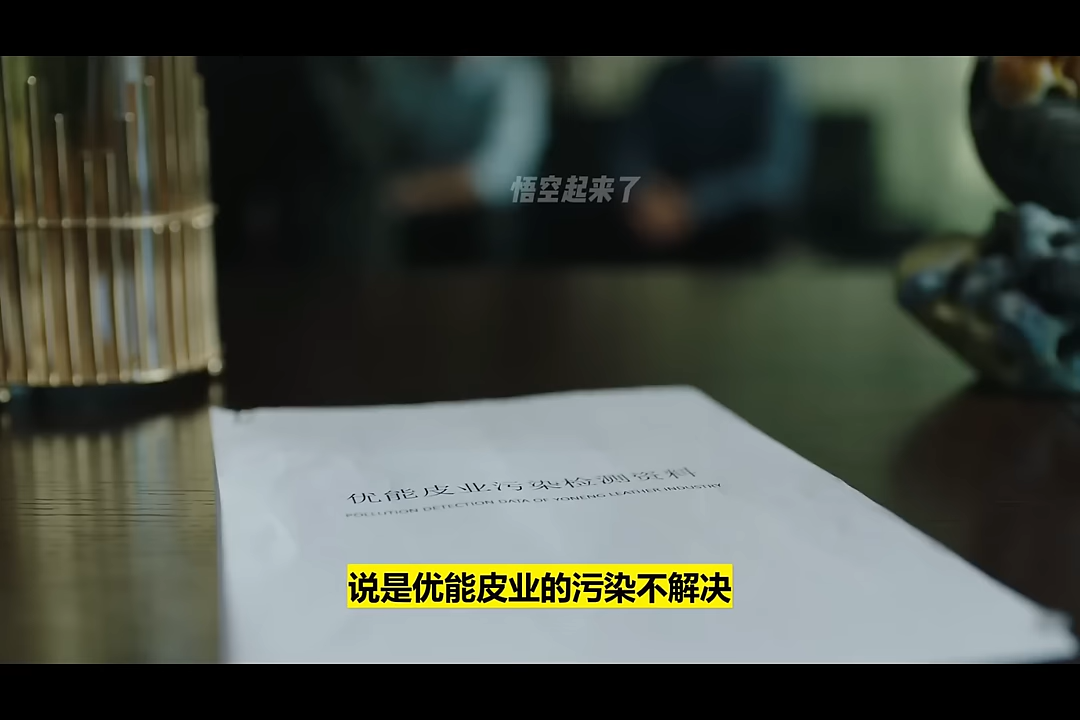 悟空起来了
优能皮业污染检测资料
POLLUTION DETECTION DATA OF YONENG LEATHER INDUSTRY
说是优能皮业的污染不解决